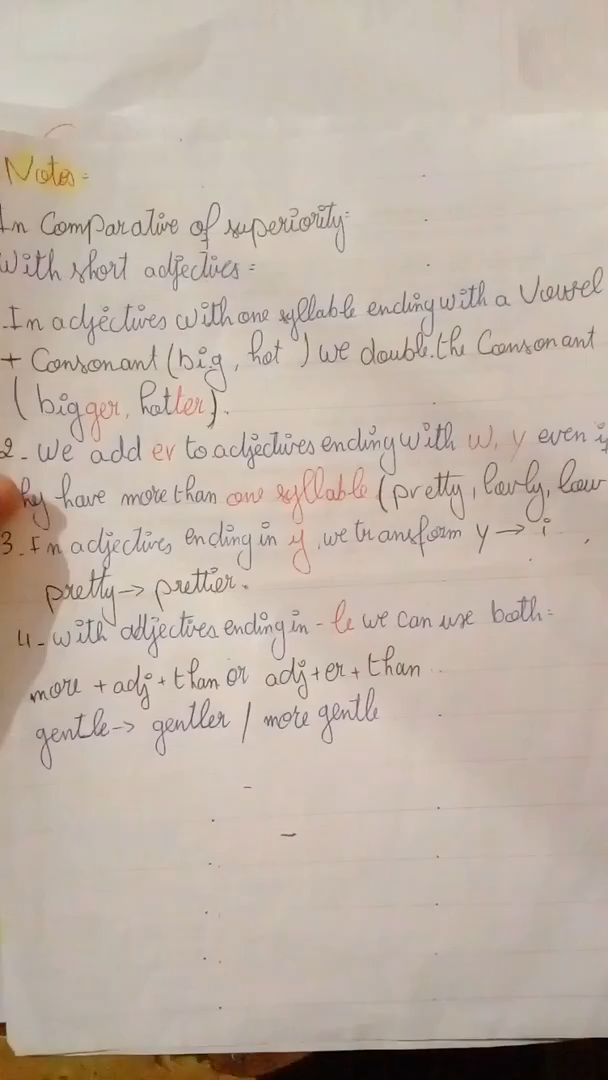 Notes:
In Comparative of superiority:
With short adjectives:
.In adjectives with one syllable ending with a Vowel
+ Consonant (big, hot) we double.the Consonant
(bigger, hotter).
2- We add er to adjectives ending with w, y even if
they have more than one syllable (pretty, lovly, low
3. In adjectives ending in y, we transform y → i
pretty → prettier.
4- With adjectives ending in - le we can use both:
more + adj + than or adj + er + than
gentle → gentler / more gentle